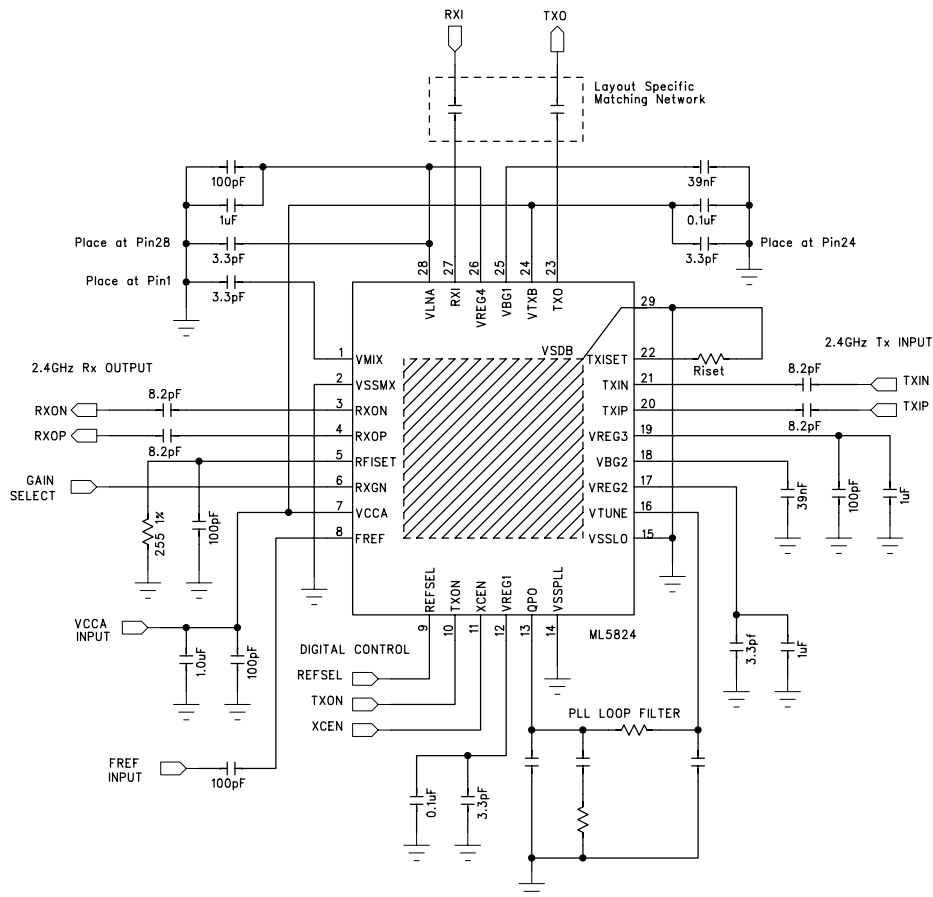 RXI
TXO
Layout Specific
Matching Network
100pF
39nF
1uF
0.1uF
Place at Pin28
3.3pF
3.3pF
Place at Pin24
Place at Pin1
3.3pF
28
27
26
25
24
23
VLNA
RXI
VREG4
VBG1
VTXB
TXO
29
VSDB
1
VMIX
TXISET
22
Riset
2.4GHz Tx INPUT
2.4GHz Rx OUTPUT
2
VSSMX
TXIN
21
8.2pF
TXIN
RXON
8.2pF
3
RXON
TXIP
20
8.2pF
TXIP
RXOP
8.2pF
4
RXOP
VREG3
19
5
RFISET
VBG2
18
GAIN
SELECT
6
RXGN
VREG2
17
39nF
100pF
1uF
7
VCCA
VTUNE
16
255 1%
100pF
8
FREF
VSSLO
15
REFSEL
TXON
XCEN
VREG1
QPO
VSSPLL
9
10
11
12
13
14
ML5824
VCCA
INPUT
1.0uF
100pF
3.3pf
1uF
DIGITAL CONTROL
REFSEL
TXON
XCEN
PLL LOOP FILTER
FREF
INPUT
100pF
0.1uF
3.3pF